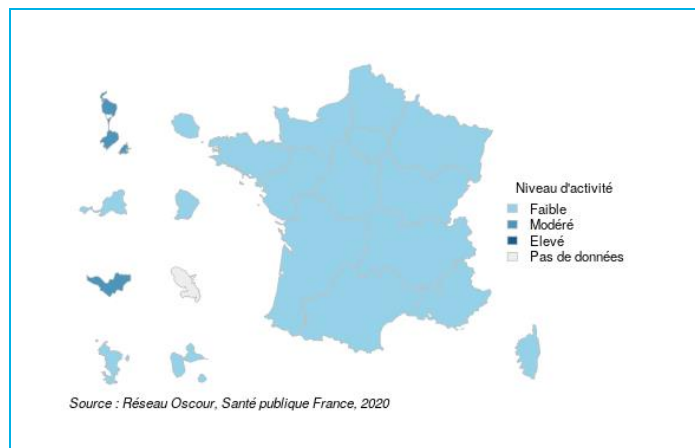 Niveau d'activité
Faible
Modéré
Elevé
Pas de données
Source : Réseau Oscour, Santé publique France, 2020